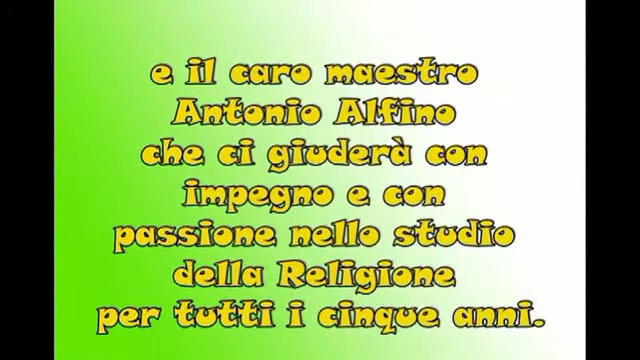 e il caro maestro
Antonio Alfino
che ci giuderà con
impegno e con
passione nello studio
della Religione
per tutti i cinque anni.